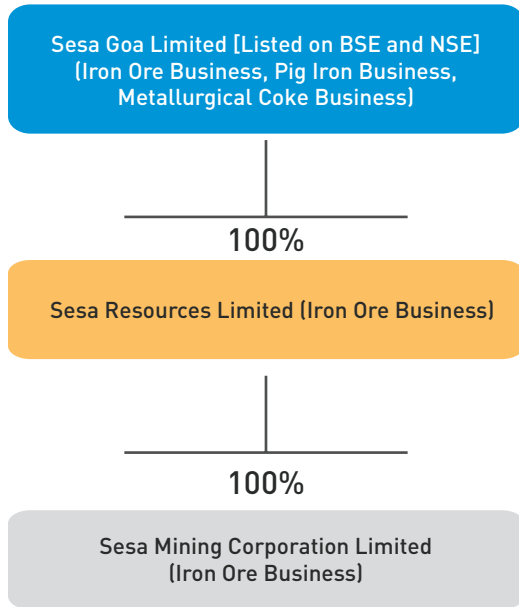 Sesa Goa Limited [Listed on BSE and NSE]
(Iron Ore Business, Pig Iron Business,
Metallurgical Coke Business)
100%
Sesa Resources Limited (Iron Ore Business)
100%
Sesa Mining Corporation Limited
(Iron Ore Business)